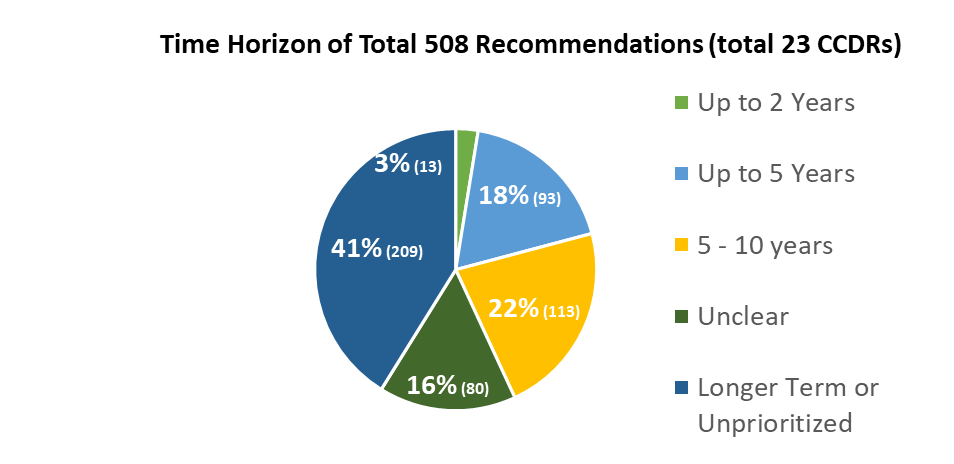 Time Horizon of Total 508 Recommendations (total 23 CCDRs)
Up to 2 Years
Up to 5 Years
5 - 10 years
Unclear
Longer Term or
Unprioritized
3% (13)
18% (93)
41% (209)
22% (113)
16% (80)